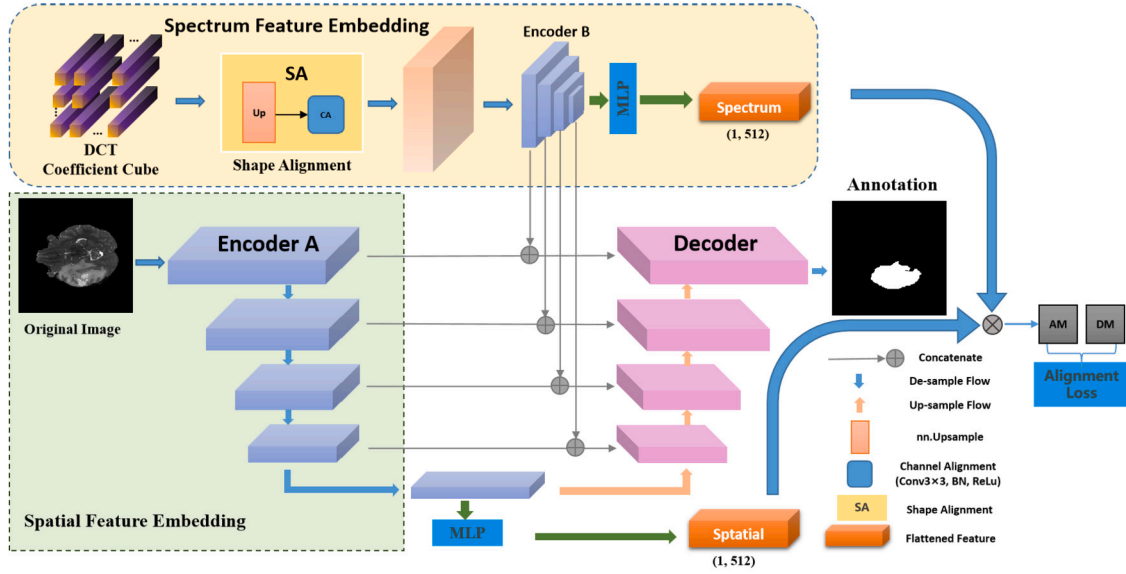 Spectrum Feature Embedding
Encoder B
SA
Up
CA
MLP
Spectrum
(1, 512)
DCT
Coefficient Cube
Shape Alignment
...
...
...
Annotation
Encoder A
Decoder
Original Image
AM
DM
Alignment
Loss
Concatenate
De-sample Flow
Up-sample Flow
nn.Upsample
Channel Alignment
(Conv3×3, BN, ReLu)
SA
Shape Alignment
Flattened Feature
Spatial Feature Embedding
MLP
Sptatial
(1, 512)